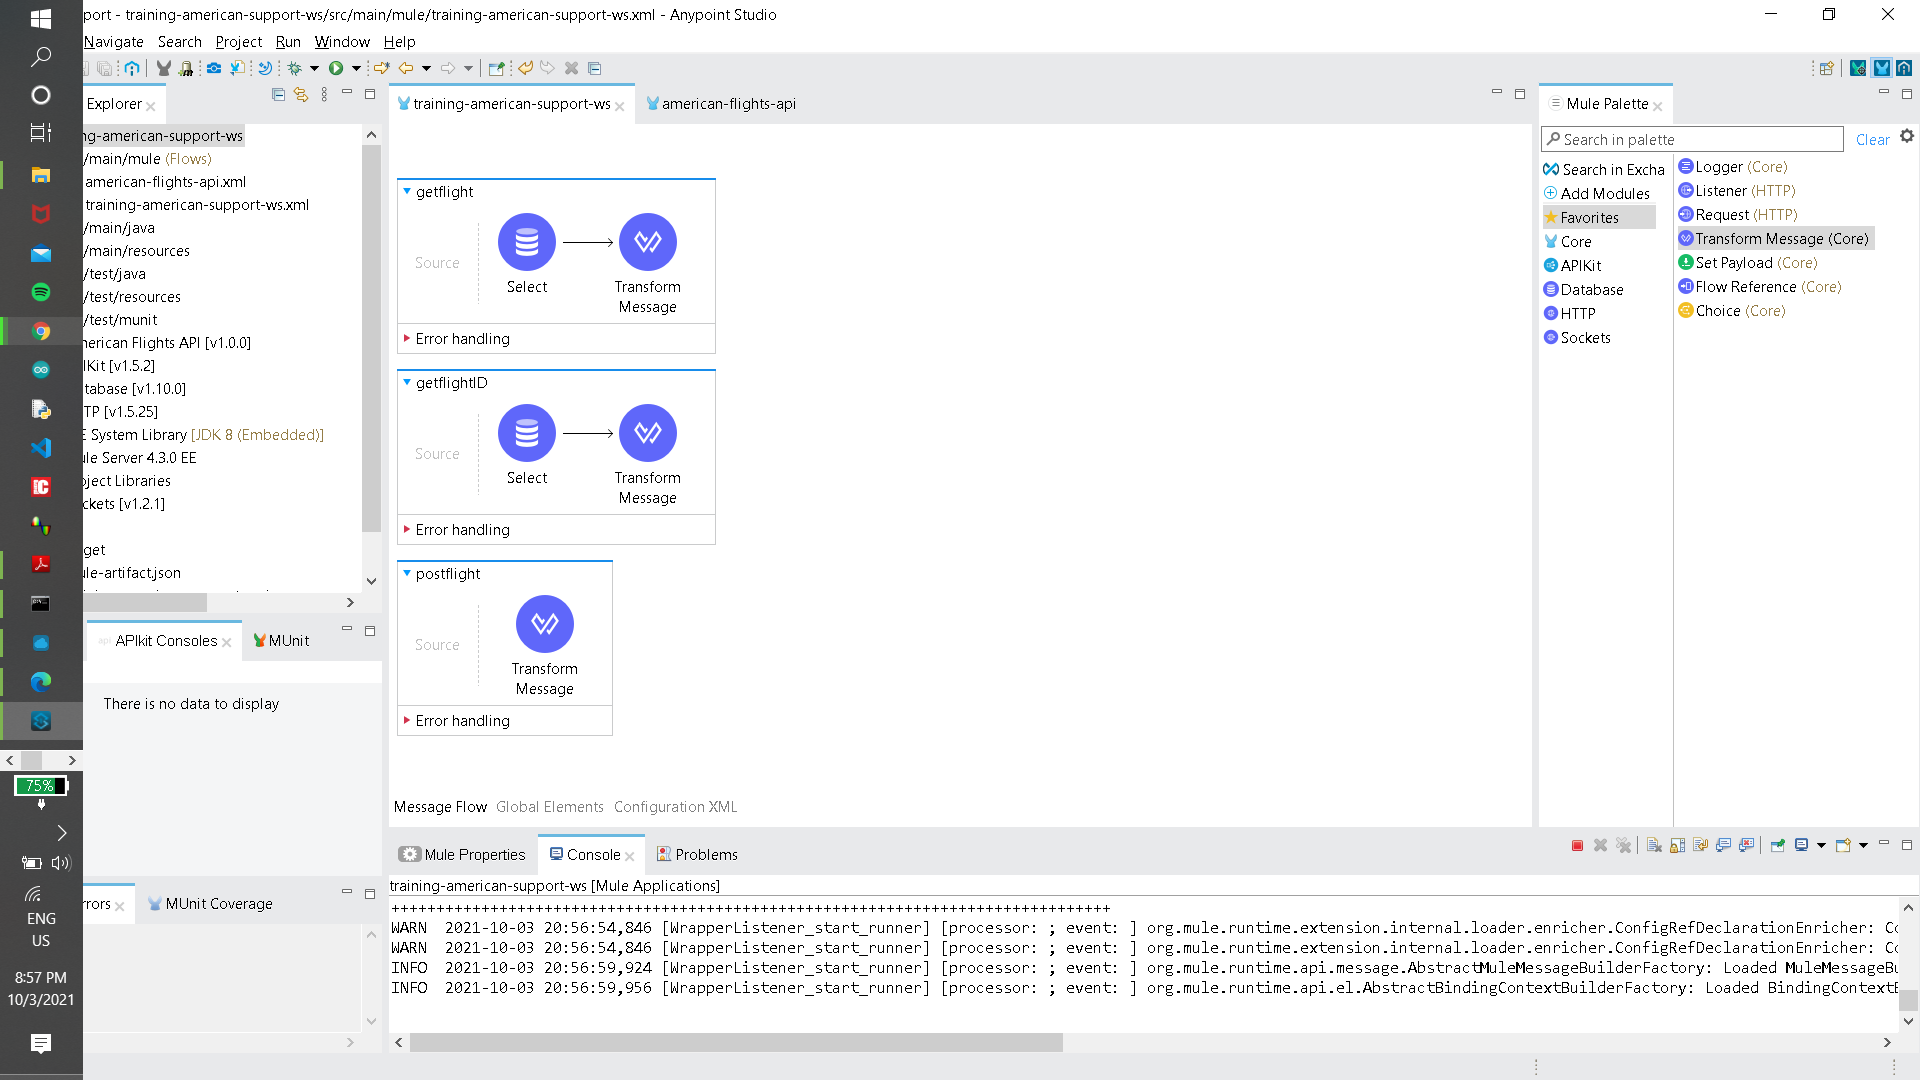 port - training-american-support-ws/src/main/mule/training-american-support-ws.xml - Anypoint Studio
Navigate Search Project Run Window Help
Explorer
ng-american-support-ws
/main/mule (Flows)
american-flights-api.xml
training-american-support-ws.xml
/main/java
/main/resources
/test/java
/test/resources
/test/munit
erican Flights API [v1.0.0]
IKit [v1.5.2]
tabase [v1.10.0]
TP [v1.5.25]
E System Library [JDK 8 (Embedded)]
ule Server 4.3.0 EE
oject Libraries
ckets [v1.2.1]
get
ule-artifact.json
api APIkit Consoles MUnit
There is no data to display
rrors MUnit Coverage
training-american-support-ws american-flights-api
getflight
Source
Select
Transform
Message
Error handling
getflightID
Source
Select
Transform
Message
Error handling
postflight
Source
Transform
Message
Error handling
Message Flow Global Elements Configuration XML
Mule Palette
Search in palette
Clear
Search in Excha
Add Modules
Favorites
Core
APIKit
Database
HTTP
Sockets
Logger (Core)
Listener (HTTP)
Request (HTTP)
Transform Message (Core)
Set Payload (Core)
Flow Reference (Core)
Choice (Core)
Mule Properties Console Problems
training-american-support-ws [Mule Applications]
++++++++++++++++++++++++++++++++++++++++++++++++++++++++++++++++++++++++++++++++
WARN 2021-10-03 20:56:54,846 [WrapperListener_start_runner] [processor: ; event: ] org.mule.runtime.extension.internal.loader.enricher.ConfigRefDeclarationEnricher: Co
WARN 2021-10-03 20:56:54,846 [WrapperListener_start_runner] [processor: ; event: ] org.mule.runtime.extension.internal.loader.enricher.ConfigRefDeclarationEnricher: Co
INFO 2021-10-03 20:56:59,924 [WrapperListener_start_runner] [processor: ; event: ] org.mule.runtime.api.message.AbstractMuleMessageBuilderFactory: Loaded MuleMessageBu
INFO 2021-10-03 20:56:59,956 [WrapperListener_start_runner] [processor: ; event: ] org.mule.runtime.api.el.AbstractBindingContextBuilderFactory: Loaded BindingContextB
75%
ENG
US
8:57 PM
10/3/2021